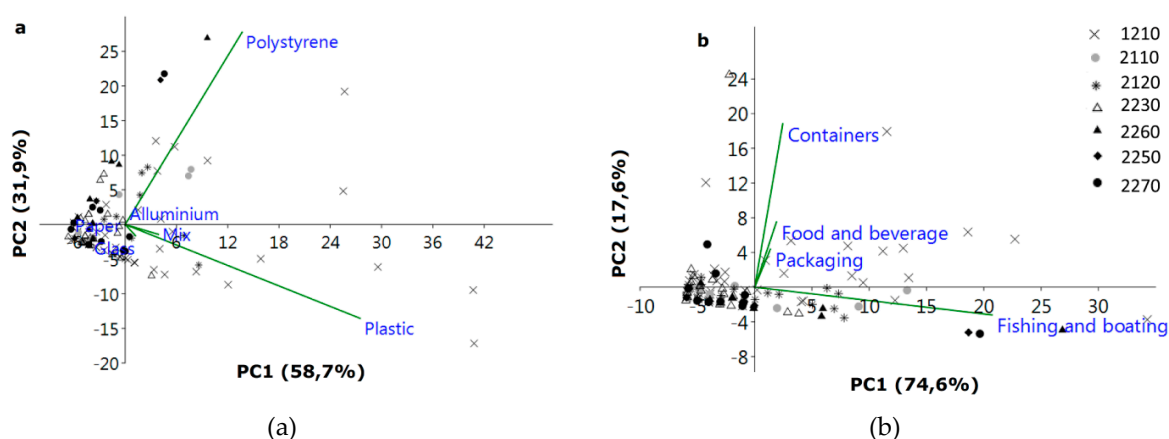 a
25
20
15
10
5
0
-5
-10
-15
-20
PC2 (31,9%)
Polystyrene
Alluminium
Paper
Mix
Glass
Plastic
6 12 18 24 30 36 42
PC1 (58,7%)
(a)
b
24
20
16
12
8
4
-4
-8
PC2 (17,6%)
Containers
Food and beverage
Packaging
Fishing and boating
-10 5 10 15 20 30
PC1 (74,6%)
1210
2110
2120
2230
2260
2250
2270
(b)